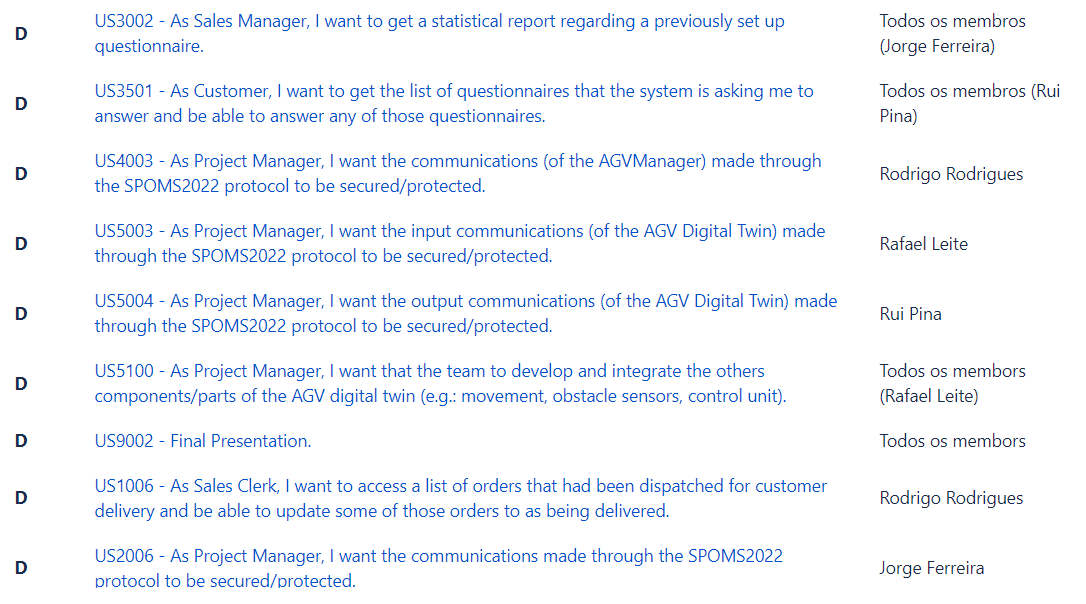 D
US3002 - As Sales Manager, I want to get a statistical report regarding a previously set up
questionnaire.
Todos os membros
(Jorge Ferreira)
D
US3501 - As Customer, I want to get the list of questionnaires that the system is asking me to
answer and be able to answer any of those questionnaires.
Todos os membros (Rui
Pina)
D
US4003 - As Project Manager, I want the communications (of the AGVManager) made through
the SPOMS2022 protocol to be secured/protected.
Rodrigo Rodrigues
D
US5003 - As Project Manager, I want the input communications (of the AGV Digital Twin) made
through the SPOMS2022 protocol to be secured/protected.
Rafael Leite
D
US5004 - As Project Manager, I want the output communications (of the AGV Digital Twin) made
through the SPOMS2022 protocol to be secured/protected.
Rui Pina
D
US5100 - As Project Manager, I want that the team to develop and integrate the others
components/parts of the AGV digital twin (e.g.: movement, obstacle sensors, control unit).
Todos os membors
(Rafael Leite)
D
US9002 - Final Presentation.
Todos os membors
D
US1006 - As Sales Clerk, I want to access a list of orders that had been dispatched for customer
delivery and be able to update some of those orders to as being delivered.
Rodrigo Rodrigues
D
US2006 - As Project Manager, I want the communications made through the SPOMS2022
protocol to be secured/protected.
Jorge Ferreira